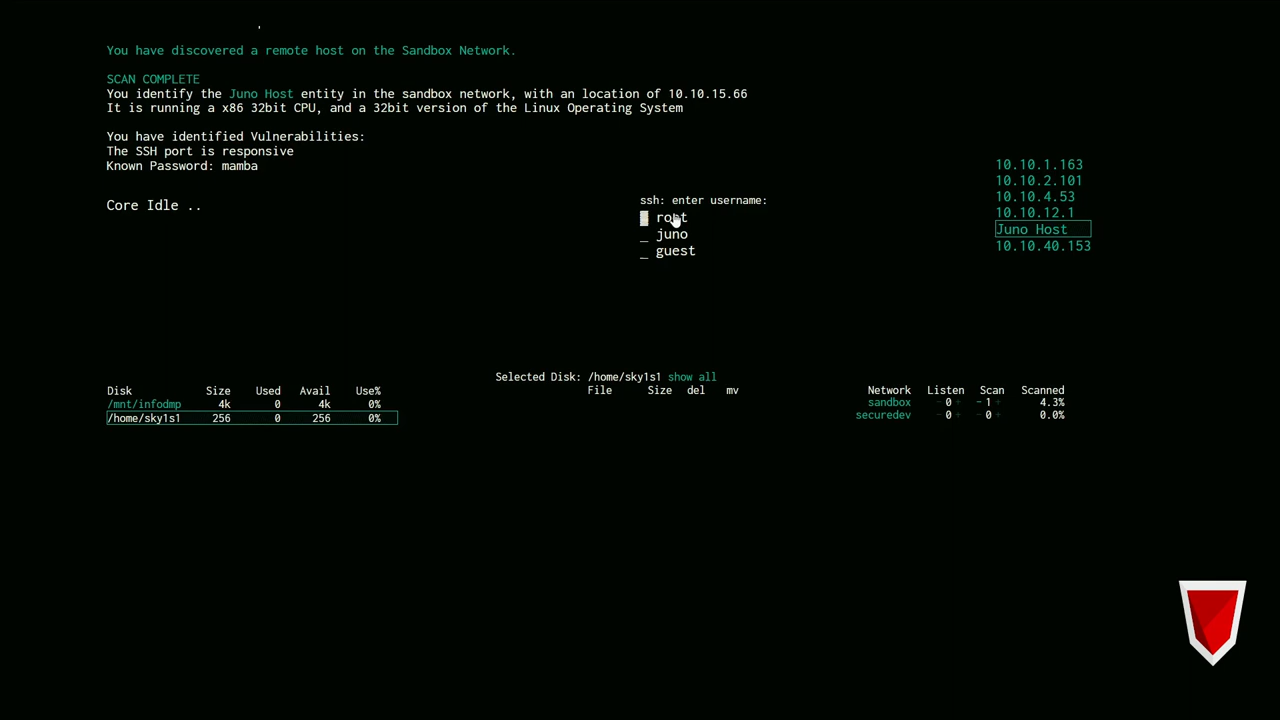 You have discovered a remote host on the Sandbox Network.
SCAN COMPLETE
You identify the Juno Host entity in the sandbox network, with an location of 10.10.15.66
It is running a x86 32bit CPU, and a 32bit version of the Linux Operating System
You have identified Vulnerabilities:
The SSH port is responsive
Known Password: mamba
Core Idle ..
ssh: enter username:
root
_ juno
_ guest
10.10.1.163
10.10.2.101
10.10.4.53
10.10.12.1
Juno Host
10.10.40.153
Disk Size Used Avail Use%
/mnt/infodmp 4k 0 4k 0%
/home/sky1s1 256 0 256 0%
Selected Disk: /home/sky1s1 show all
File Size del mv
Network Listen Scan Scanned
sandbox - 0 + - 1 + 4.3%
securedev - 0 + - 0 + 0.0%